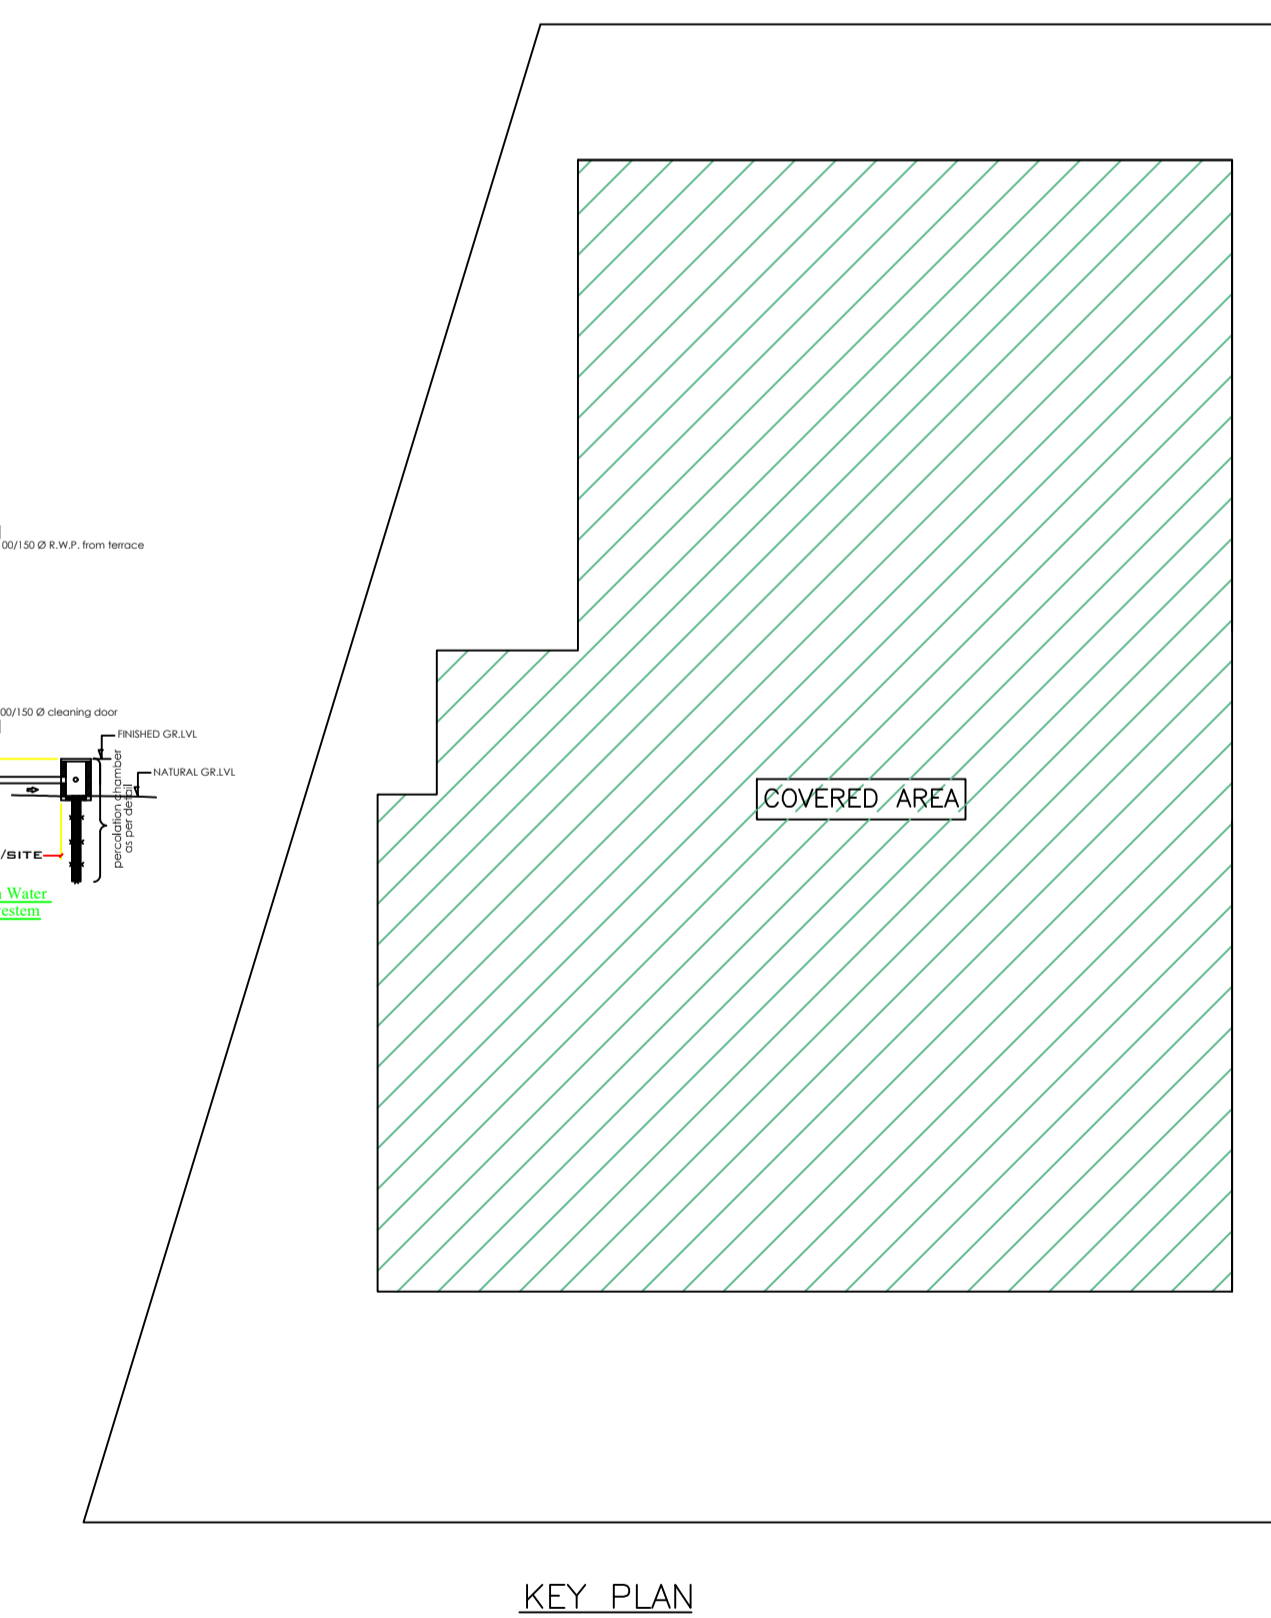 00/150 Ø R.W.P. from terrace
00/150 Ø cleaning door
FINISHED GR.LVL
NATURAL GR.LVL
percolation chamber
as per detail
/SITE
Water
COVERED AREA
KEY PLAN